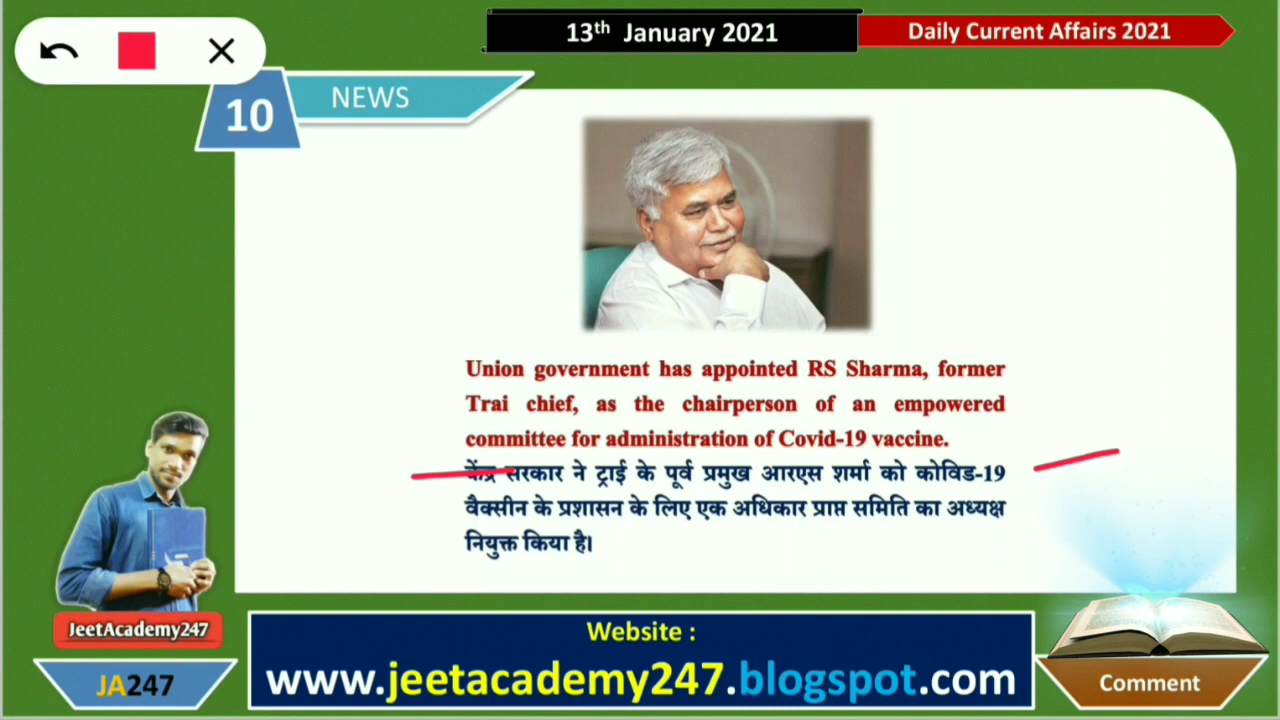 13th January 2021
Daily Current Affairs 2021
10
NEWS
Union government has appointed RS Sharma, former
Trai chief, as the chairperson of an empowered
committee for administration of Covid-19 vaccine.
केंद्र सरकार ने ट्राई के पूर्व प्रमुख आरएस शर्मा को कोविड-19
वैक्सीन के प्रशासन के लिए एक अधिकार प्राप्त समिति का अध्यक्ष
नियुक्त किया है।
JeetAcademy247
JA247
Website :
www.jeetacademy247.blogspot.com
Comment